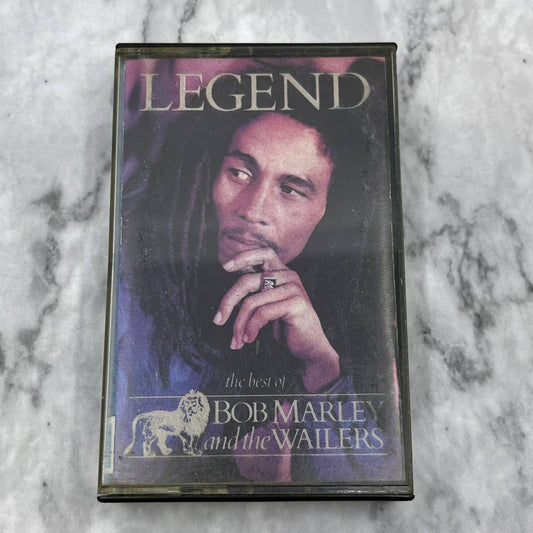 LEGEND
the best of
BOB MARLEY
and the WAILERS